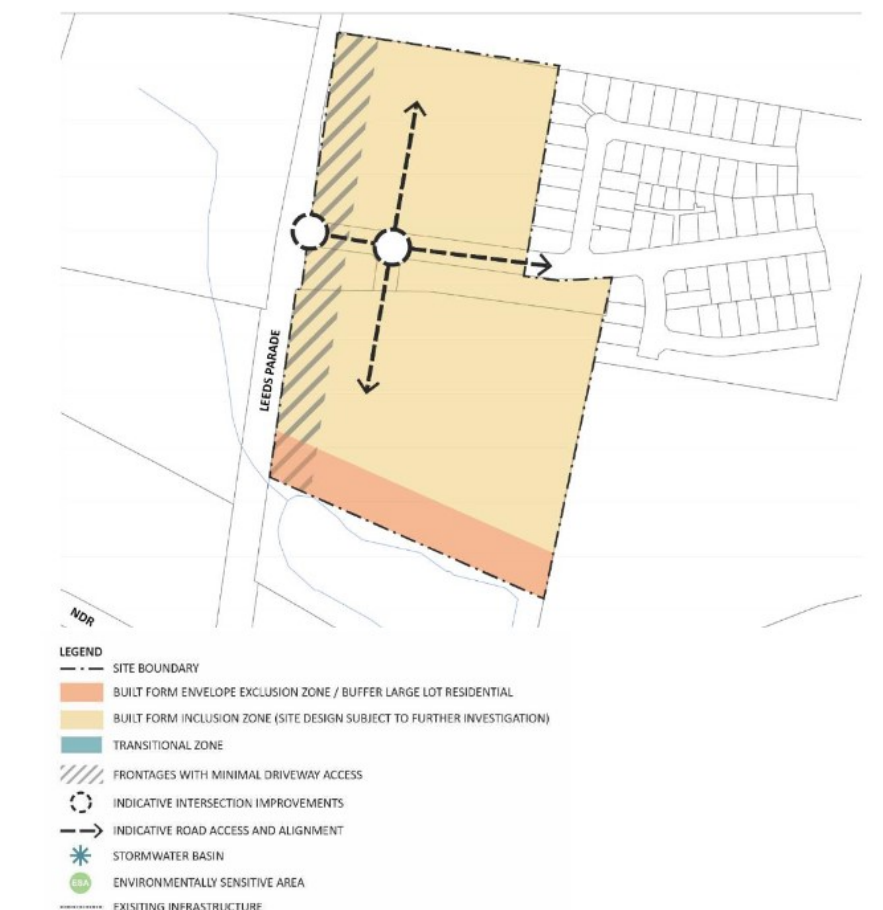 LEEDS PARADE
NDR
LEGEND
SITE BOUNDARY
BUILT FORM ENVELOPE EXCLUSION ZONE / BUFFER LARGE LOT RESIDENTIAL
BUILT FORM INCLUSION ZONE (SITE DESIGN SUBJECT TO FURTHER INVESTIGATION)
TRANSITIONAL ZONE
FRONTAGES WITH MINIMAL DRIVEWAY ACCESS
INDICATIVE INTERSECTION IMPROVEMENTS
INDICATIVE ROAD ACCESS AND ALIGNMENT
STORMWATER BASIN
ESA ENVIRONMENTALLY SENSITIVE AREA
EXISITING INFRASTRUCTURE